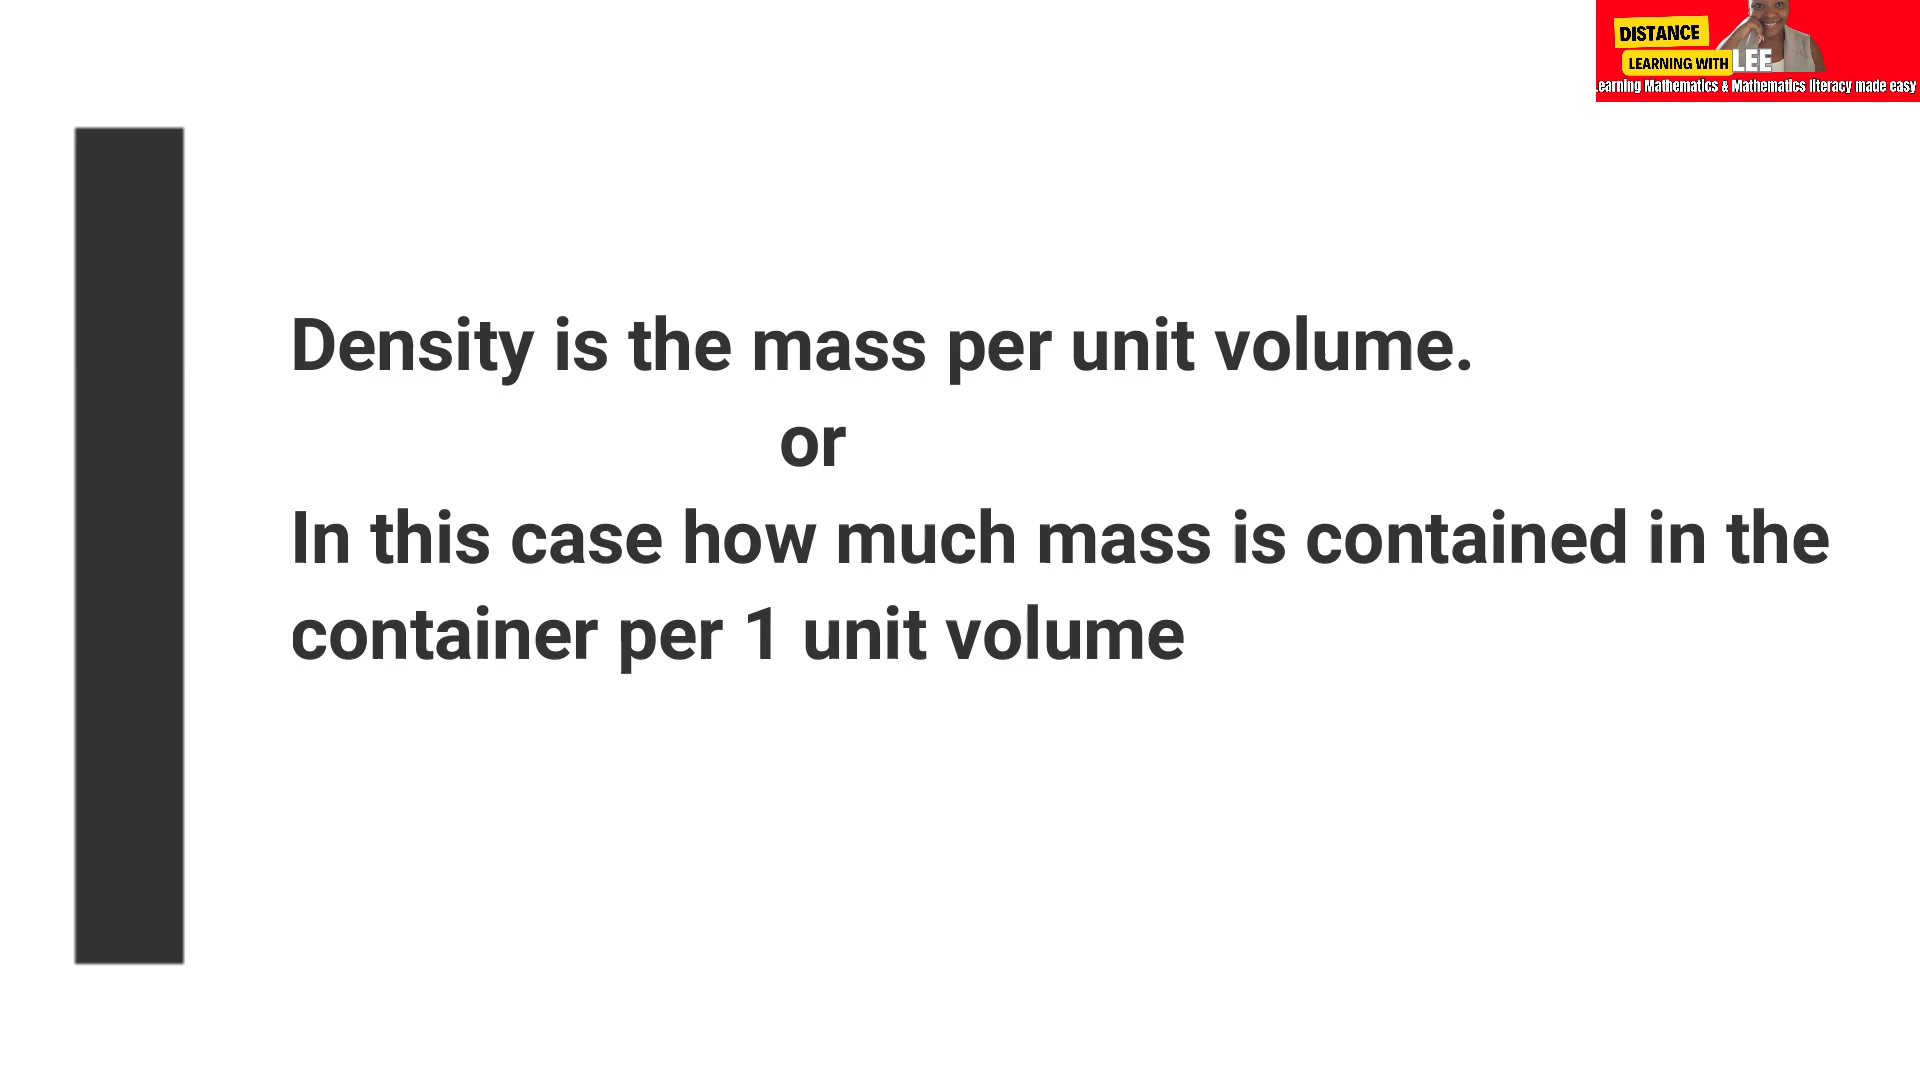 DISTANCE
LEARNING WITH LEE
earning Mathematics & Mathematics literacy made easy
Density is the mass per unit volume.
or
In this case how much mass is contained in the
container per 1 unit volume